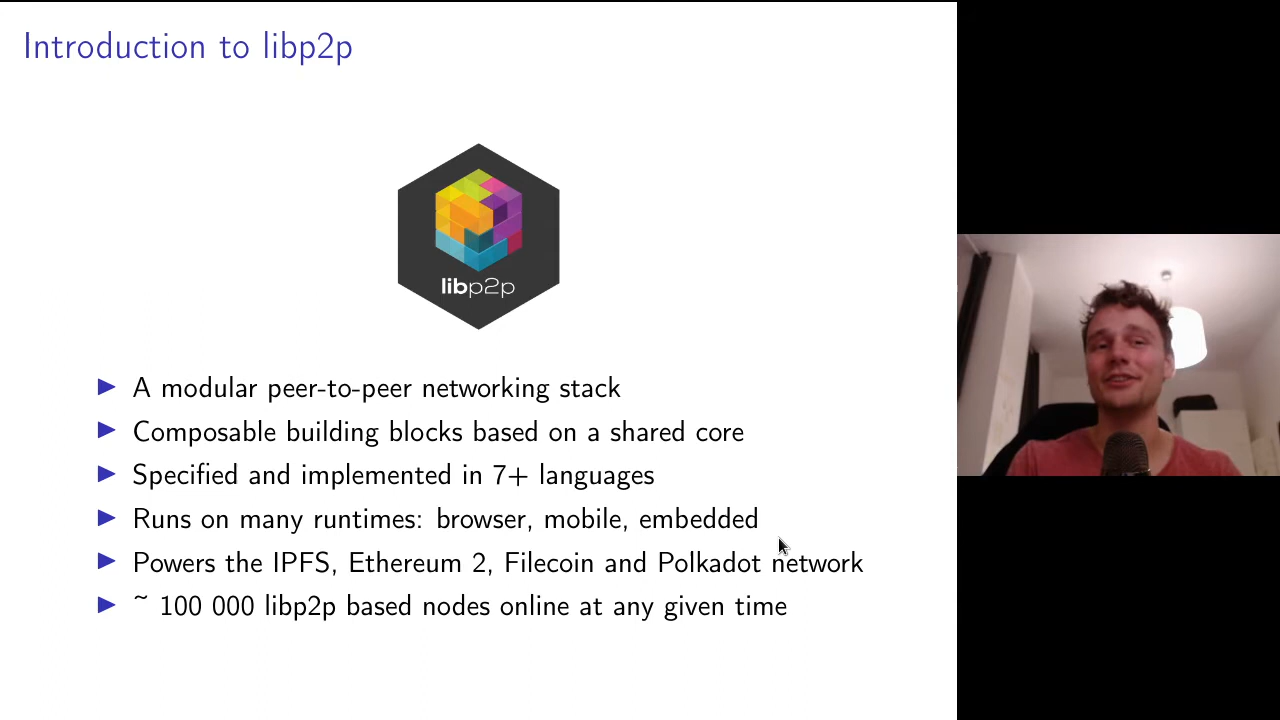 Introduction to libp2p
libp2p
A modular peer-to-peer networking stack
Composable building blocks based on a shared core
Specified and implemented in 7+ languages
Runs on many runtimes: browser, mobile, embedded
Powers the IPFS, Ethereum 2, Filecoin and Polkadot network
~ 100 000 libp2p based nodes online at any given time